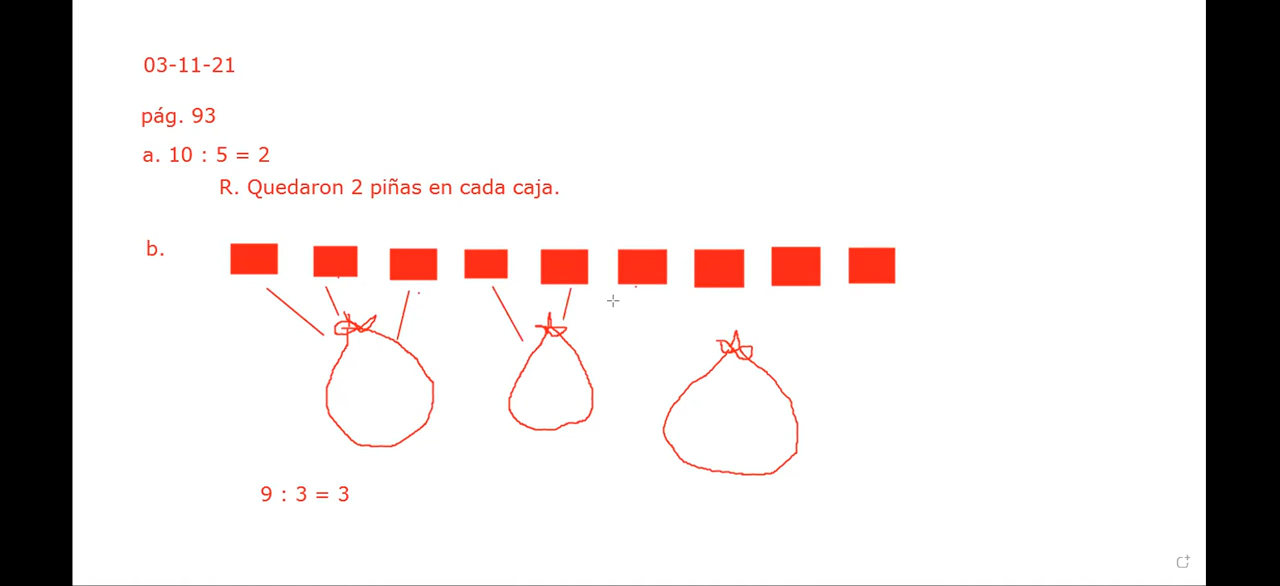 03-11-21
pág. 93
a. 10 : 5 = 2
R. Quedaron 2 piñas en cada caja.
b.
9 : 3 = 3